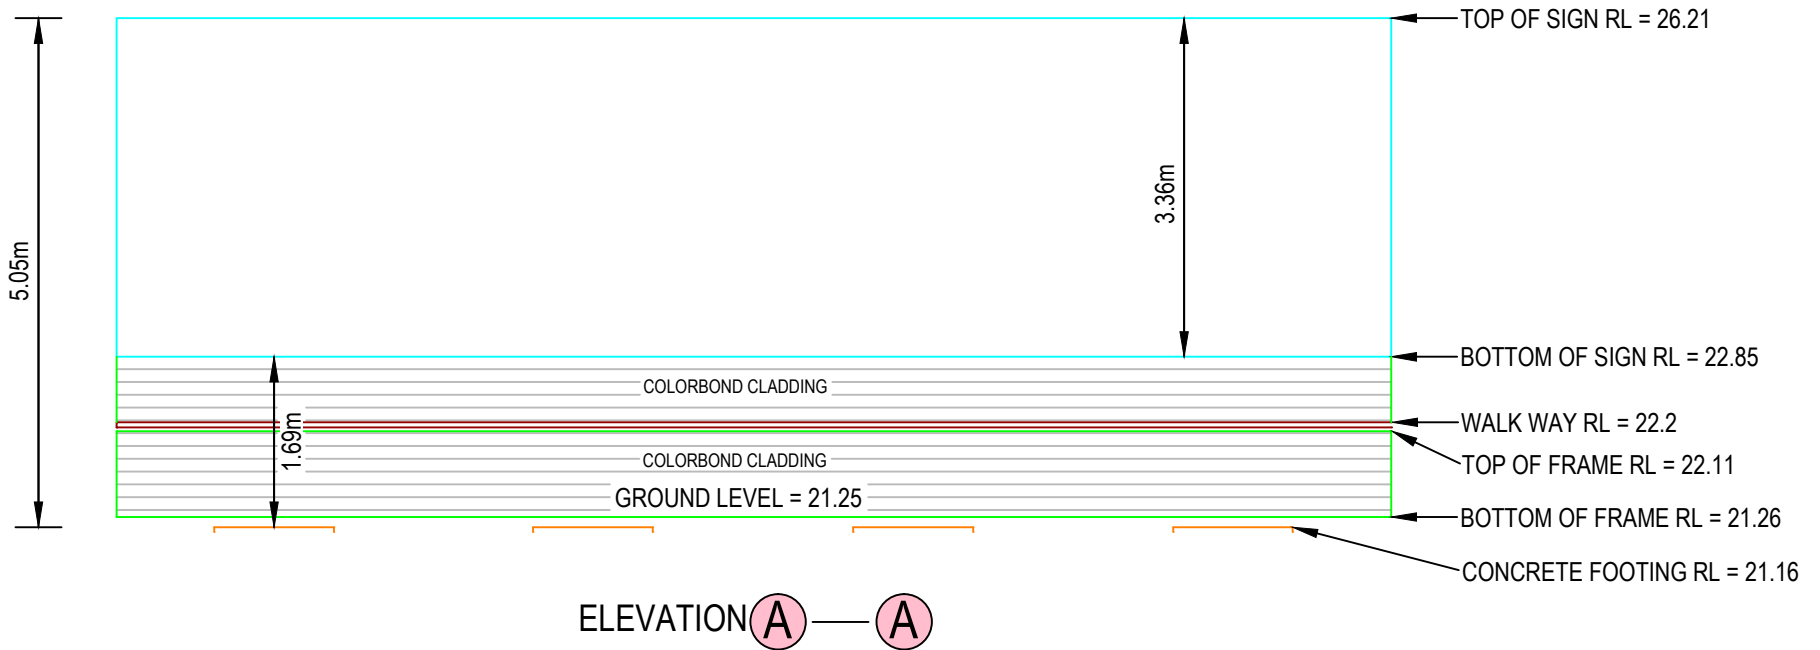 TOP OF SIGN RL = 26.21
5.05m
3.36m
BOTTOM OF SIGN RL = 22.85
COLORBOND CLADDING
1.69m
WALK WAY RL = 22.2
COLORBOND CLADDING
TOP OF FRAME RL = 22.11
GROUND LEVEL = 21.25
BOTTOM OF FRAME RL = 21.26
CONCRETE FOOTING RL = 21.16
ELEVATION A A